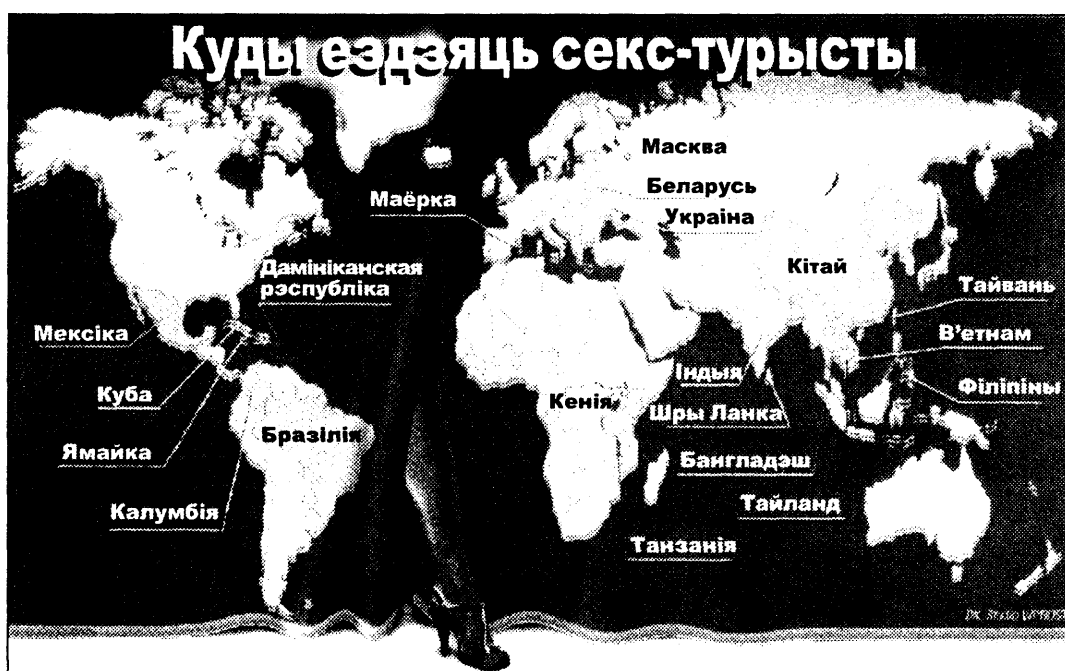 Куды ездзяць секс-турысты
Масква
Беларусь
Маёрка
Украіна
Кітай
Дамініканская
рэспубліка
Тайвань
Мексіка
В'етнам
Індыя
Філіпіны
Куба
Кенія
Шры Ланка
Бразілія
Ямайка
Бангладэш
Калумбія
Тайланд
Танзанія